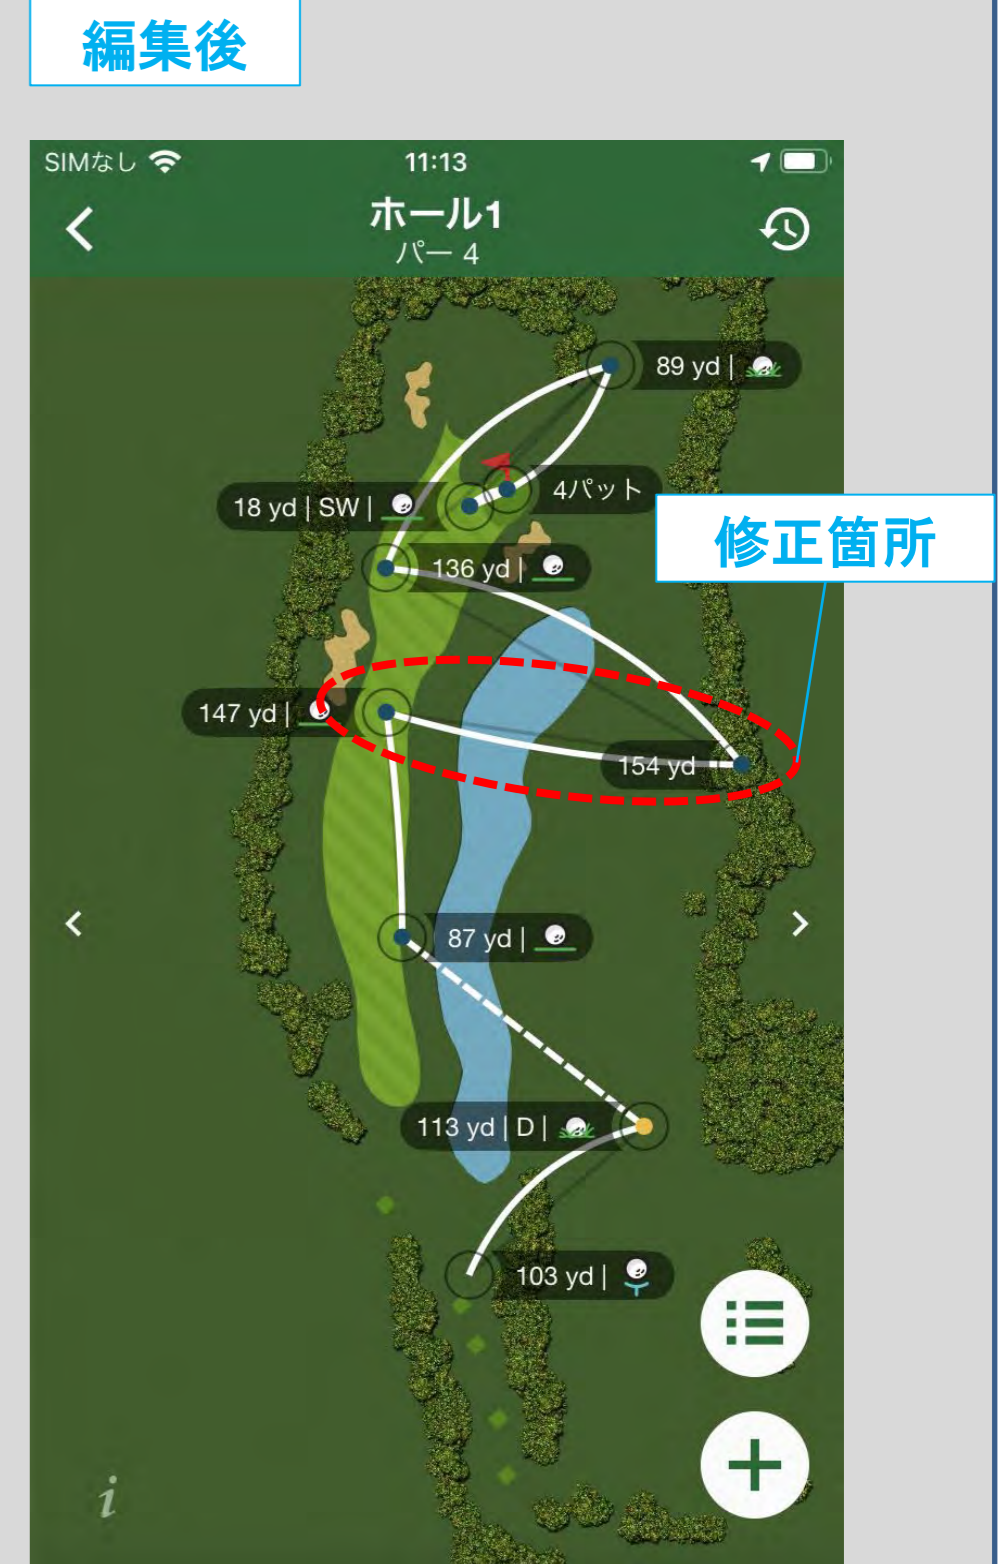 編集後
SIMなし 11:13
ホール1
パー 4
89 yd |
4パット
18 yd | SW |
修正箇所
136 yd |
147 yd |
154 yd
87 yd |
113 yd | D |
103 yd |
i